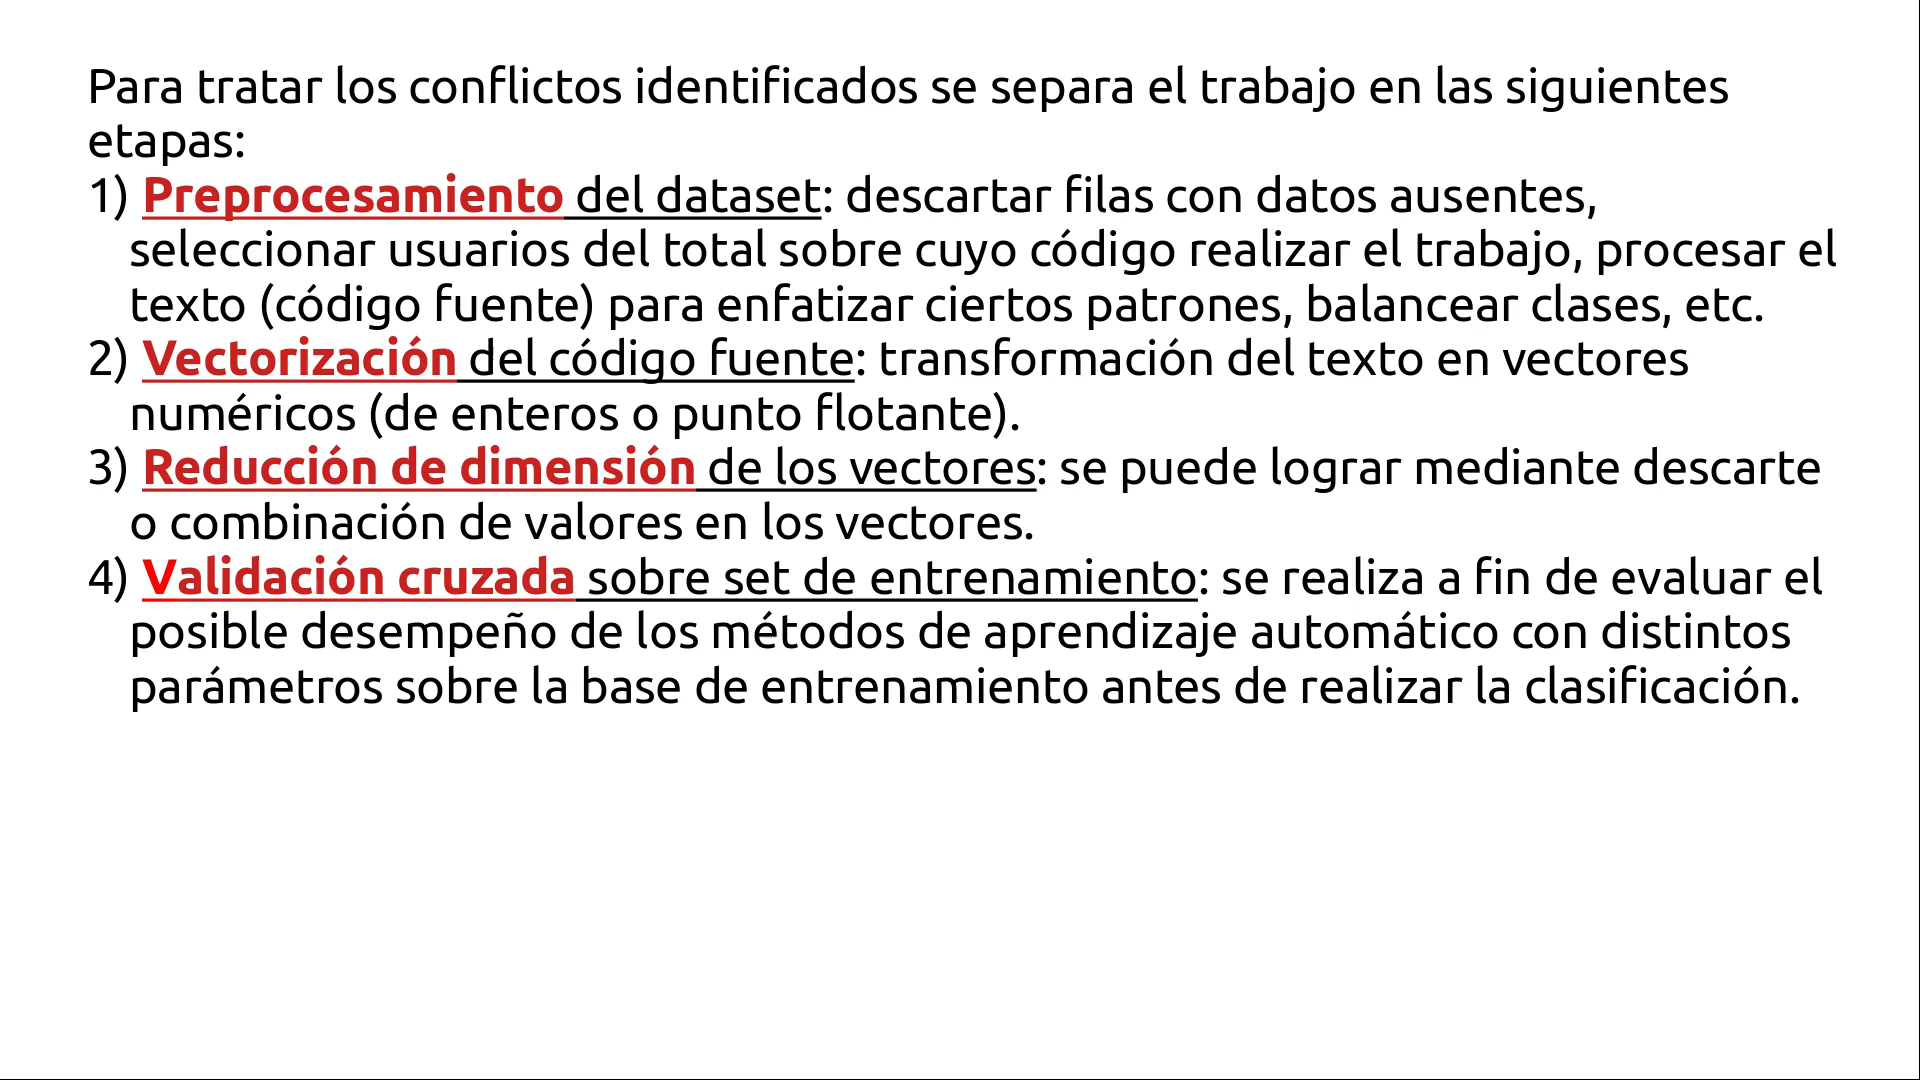 Para tratar los conflictos identificados se separa el trabajo en las siguientes
etapas:
1) Preprocesamiento del dataset: descartar filas con datos ausentes,
seleccionar usuarios del total sobre cuyo código realizar el trabajo, procesar el
texto (código fuente) para enfatizar ciertos patrones, balancear clases, etc.
2) Vectorización del código fuente: transformación del texto en vectores
numéricos (de enteros o punto flotante).
3) Reducción de dimensión de los vectores: se puede lograr mediante descarte
o combinación de valores en los vectores.
4) Validación cruzada sobre set de entrenamiento: se realiza a fin de evaluar el
posible desempeño de los métodos de aprendizaje automático con distintos
parámetros sobre la base de entrenamiento antes de realizar la clasificación.